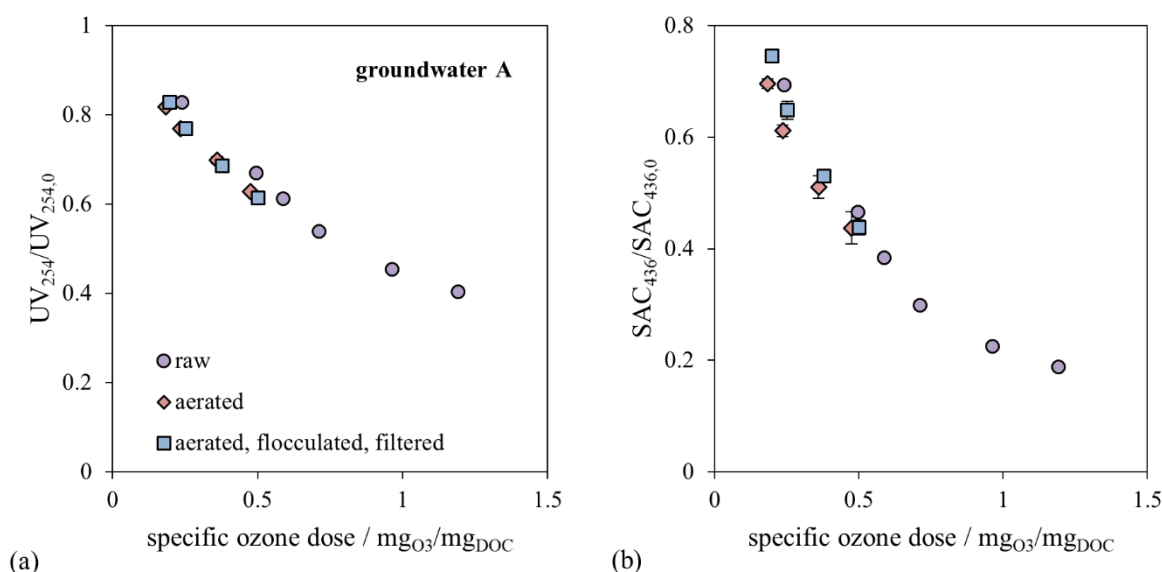 1
0.8
0.6
0.4
0.2
0
0
0.5
1
1.5
UV254/UV254,0
groundwater A
raw
aerated
aerated, flocculated, filtered
specific ozone dose / mgO3/mgDOC
(a)
0.8
0.6
0.4
0.2
0
0
0.5
1
1.5
SAC436/SAC436,0
specific ozone dose / mgO3/mgDOC
(b)